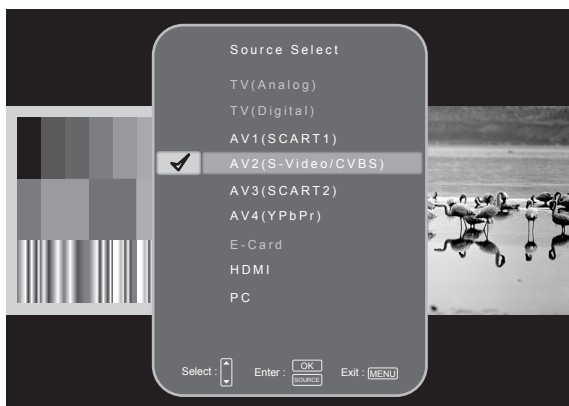 Source Select
TV(Analog)
TV(Digital)
AV1(SCART1)
AV2(S-Video/CVBS)
AV3(SCART2)
AV4(YPbPr)
E-Card
HDMI
PC
Select : Enter : OK SOURCE Exit : MENU